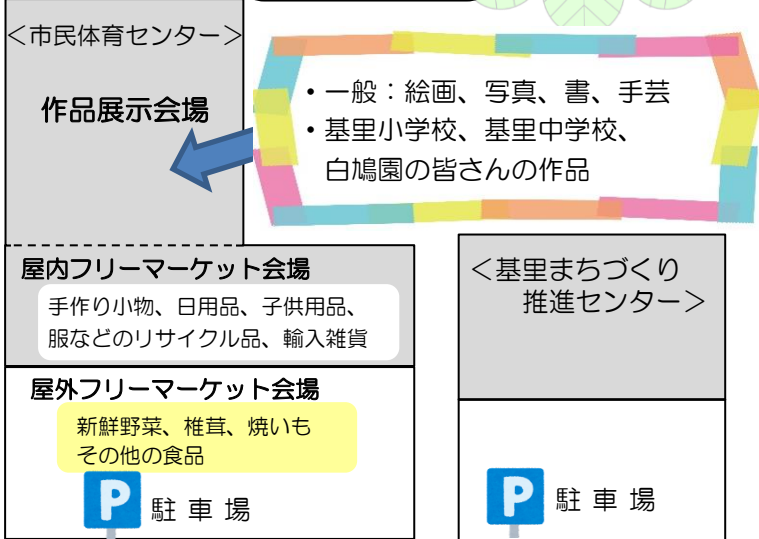 ＜市民体育センター＞
作品展示会場
・一般：絵画、写真、書、手芸
・基里小学校、基里中学校、
白鳩園の皆さんの作品
屋内フリーマーケット会場
手作り小物、日用品、子供用品、
服などのリサイクル品、輸入雑貨
屋外フリーマーケット会場
新鮮野菜、椎茸、焼いも
その他の食品
P 駐 車 場
＜基里まちづくり
推進センター＞
P 駐 車 場